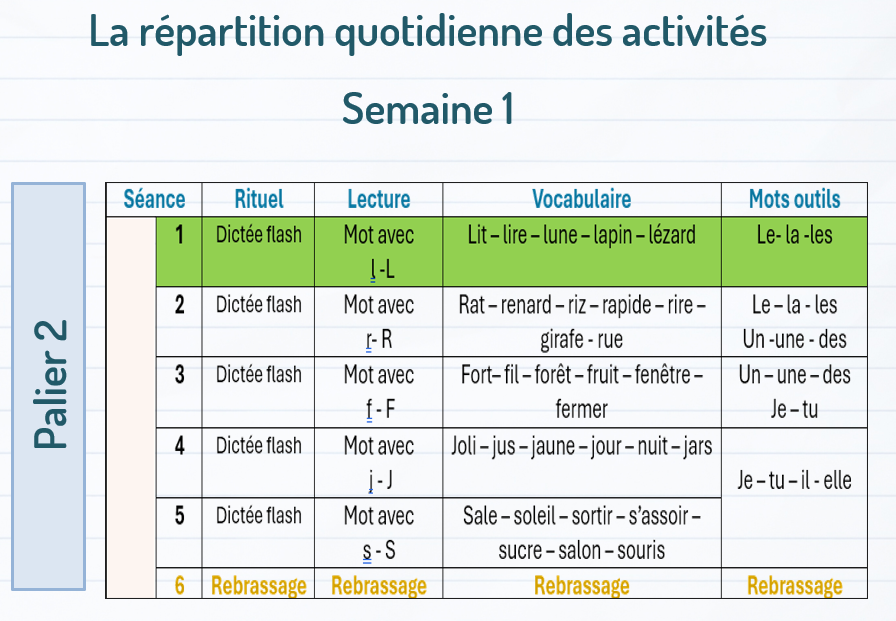 La répartition quotidienne des activités
Semaine 1
Palier 2
Séance Rituel Lecture Vocabulaire Mots outils
1 Dictée flash Mot avec Lit – lire – lune – lapin – lézard Le- la -les
l -L
2 Dictée flash Mot avec Rat – renard – riz – rapide – rire – Le – la - les
r- R girafe - rue Un -une - des
3 Dictée flash Mot avec Fort– fil – forêt – fruit – fenêtre – Un – une – des
f - F fermer Je – tu
4 Dictée flash Mot avec Joli – jus – jaune – jour – nuit – jars
j - J Je – tu – il - elle
5 Dictée flash Mot avec Sale – soleil – sortir – s’assoir –
s - S sucre – salon – souris
6 Rebrassage Rebrassage Rebrassage Rebrassage